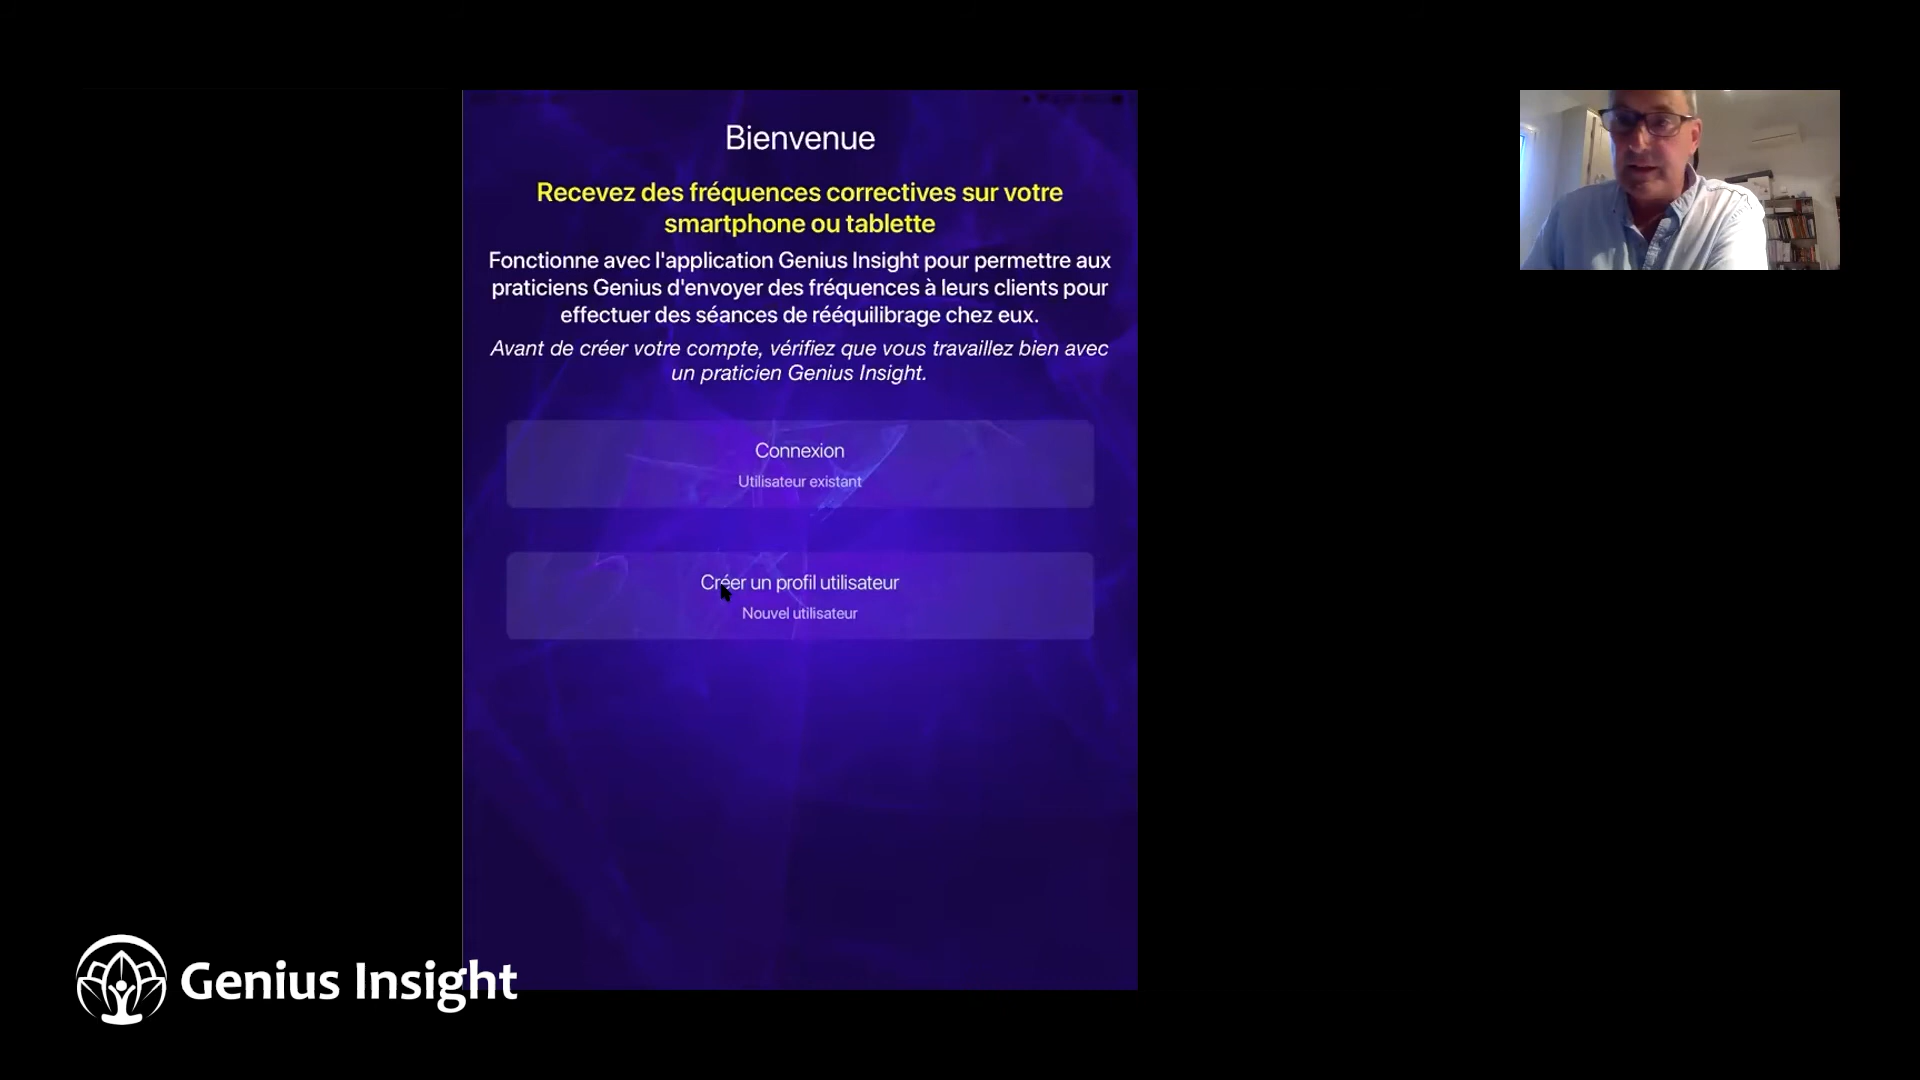 Bienvenue
Recevez des fréquences correctives sur votre
smartphone ou tablette
Fonctionne avec l'application Genius Insight pour permettre aux
praticiens Genius d'envoyer des fréquences à leurs clients pour
effectuer des séances de rééquilibrage chez eux.
Avant de créer votre compte, vérifiez que vous travaillez bien avec
un praticien Genius Insight.
Connexion
Utilisateur existant
Créer un profil utilisateur
Nouvel utilisateur
Genius Insight